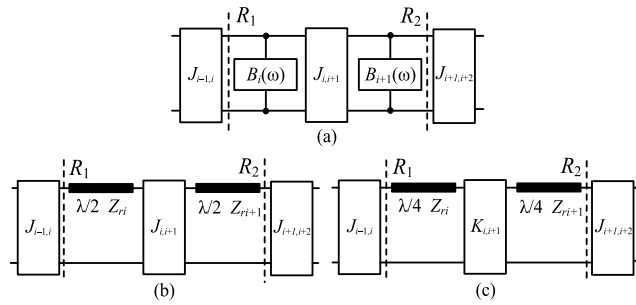 R₁ R₂
Jᵢ₋₁,ᵢ Bᵢ(ω) Jᵢ,ᵢ₊₁ Bᵢ₊₁(ω) Jᵢ₊₁,ᵢ₊₂
(a)
R₁ R₂
Jᵢ₋₁,ᵢ λ/2 Zᵣᵢ Jᵢ,ᵢ₊₁ λ/2 Zᵣᵢ₊₁ Jᵢ₊₁,ᵢ₊₂
(b)
R₁ R₂
Jᵢ₋₁,ᵢ λ/4 Zᵣᵢ Kᵢ,ᵢ₊₁ λ/4 Zᵣᵢ₊₁ Jᵢ₊₁,ᵢ₊₂
(c)